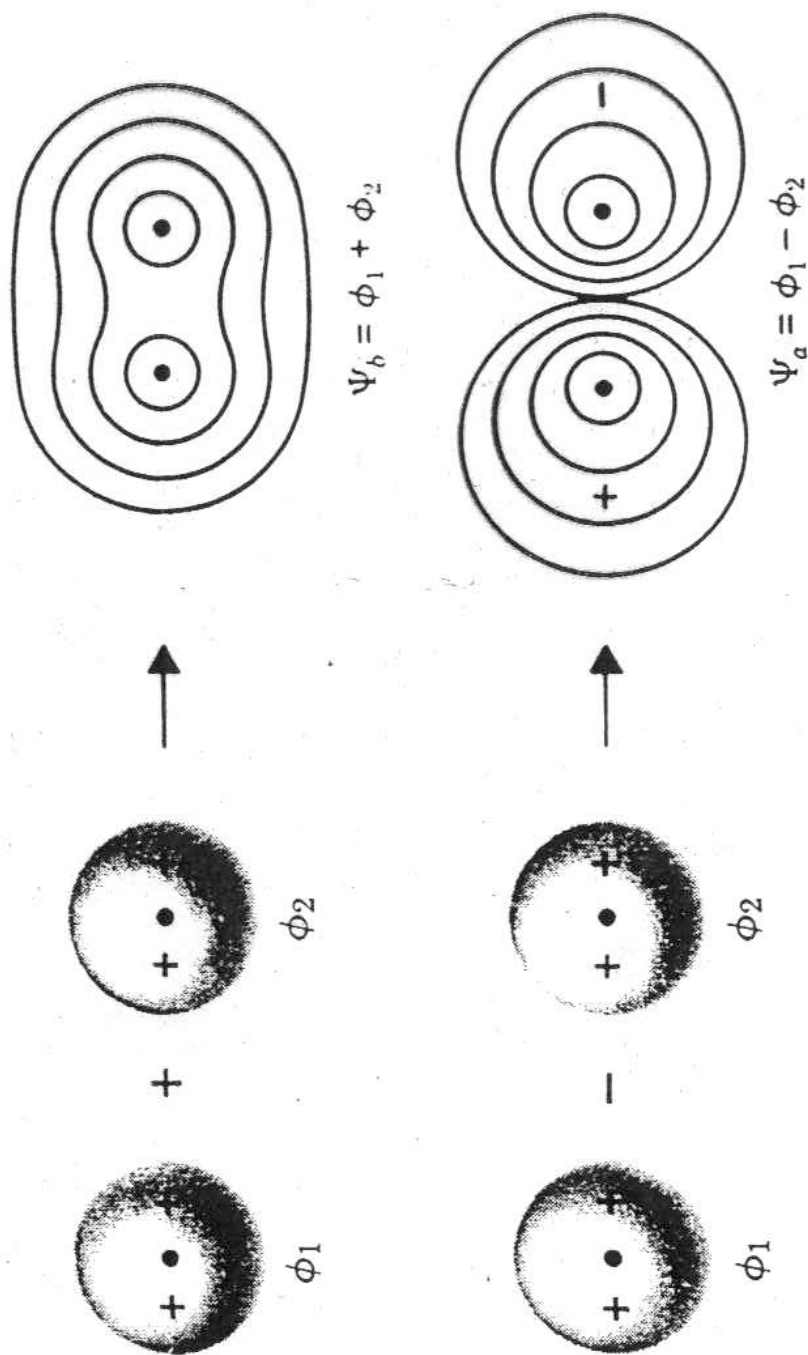 + + + +
ϕ1 ϕ2
Ψb = ϕ1 + ϕ2
+ + − + + + −
ϕ1 ϕ2
Ψa = ϕ1 − ϕ2